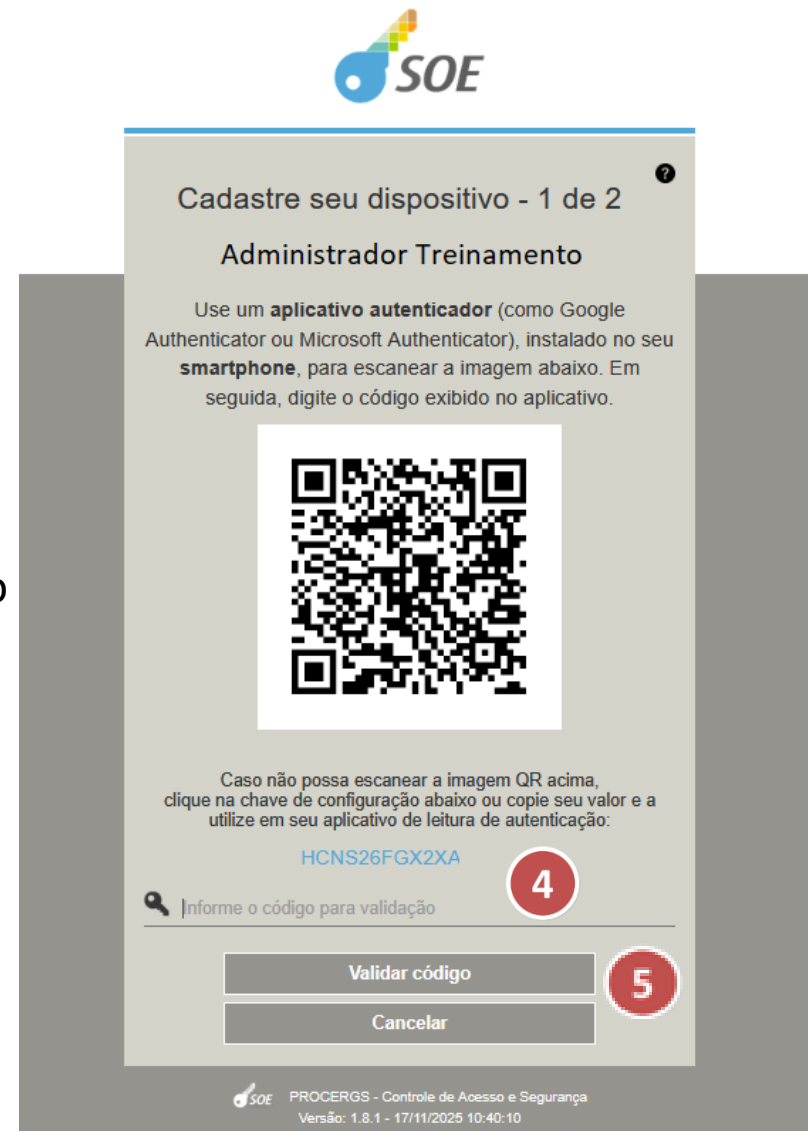 SOE
Cadastre seu dispositivo - 1 de 2
?
Administrador Treinamento
Use um aplicativo autenticador (como Google
Authenticator ou Microsoft Authenticator), instalado no seu
smartphone, para escanear a imagem abaixo. Em
seguida, digite o código exibido no aplicativo.
o
Caso não possa escanear a imagem QR acima,
clique na chave de configuração abaixo ou copie seu valor e a
utilize em seu aplicativo de leitura de autenticação:
HCNS26FGX2XA
4
Informe o código para validação
Validar código
5
Cancelar
SOE PROCERGS - Controle de Acesso e Segurança
Versão: 1.8.1 - 17/11/2025 10:40:10